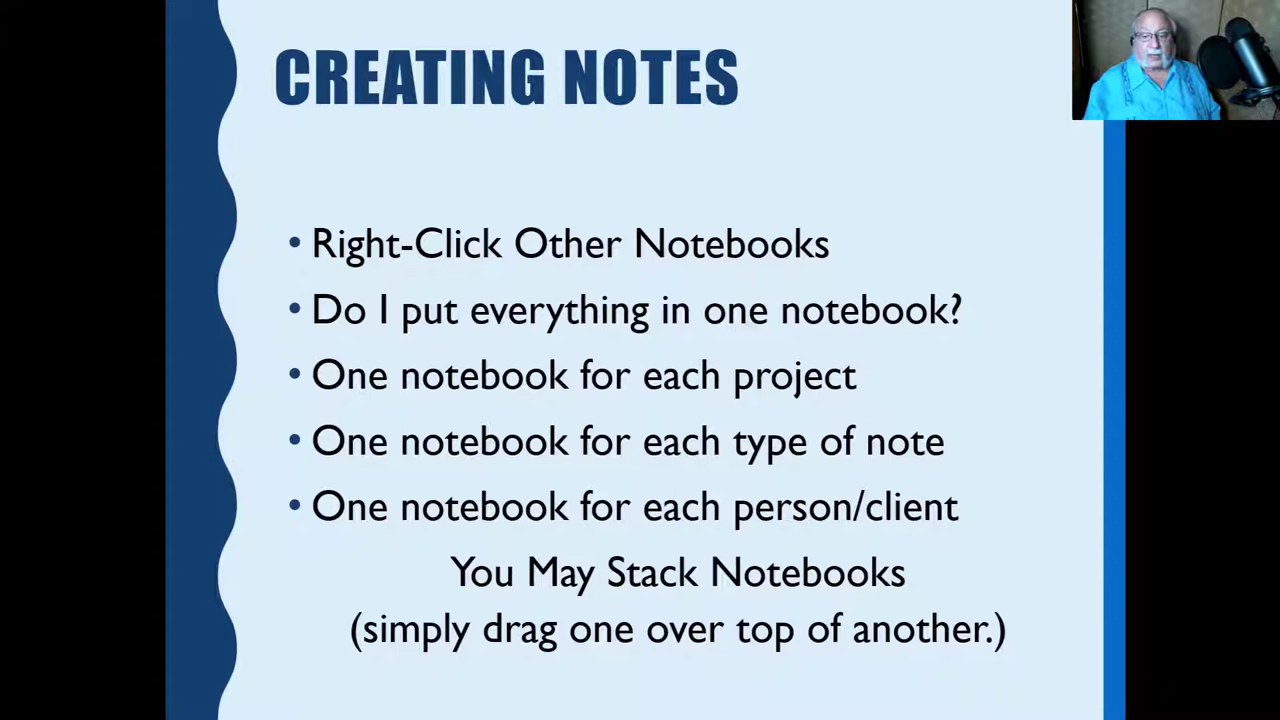 CREATING NOTES
• Right-Click Other Notebooks
• Do I put everything in one notebook?
• One notebook for each project
• One notebook for each type of note
• One notebook for each person/client
You May Stack Notebooks
(simply drag one over top of another.)